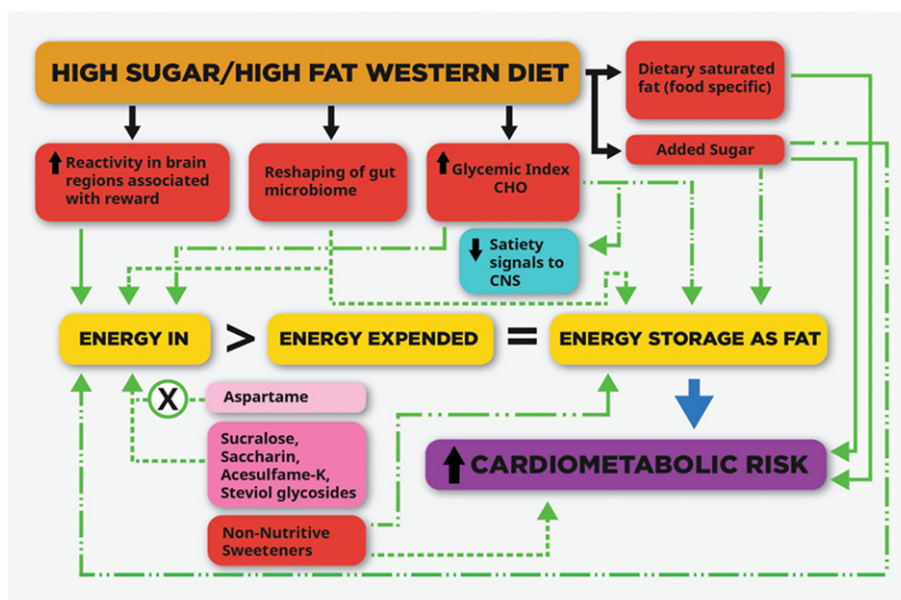 HIGH SUGAR/HIGH FAT WESTERN DIET
Dietary saturated
fat (food specific)
Added Sugar
Reactivity in brain
regions associated
with reward
Reshaping of gut
microbiome
Glycemic Index
CHO
Satiety
signals to
CNS
ENERGY IN
>
ENERGY EXPENDED
=
ENERGY STORAGE AS FAT
X
Aspartame
Sucralose,
Saccharin,
Acesulfame-K,
Steviol glycosides
CARDIOMETABOLIC RISK
Non-Nutritive
Sweeteners